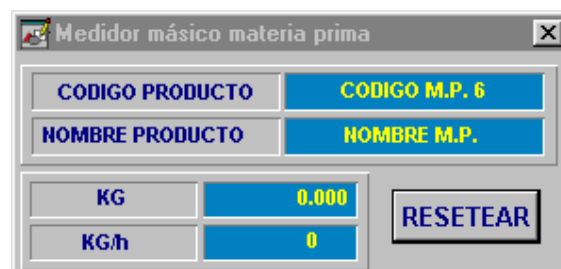 Medidor másico materia prima
CODIGO PRODUCTO CODIGO M.P. 6
NOMBRE PRODUCTO NOMBRE M.P.
KG 0.000
KG/h 0
RESETEAR